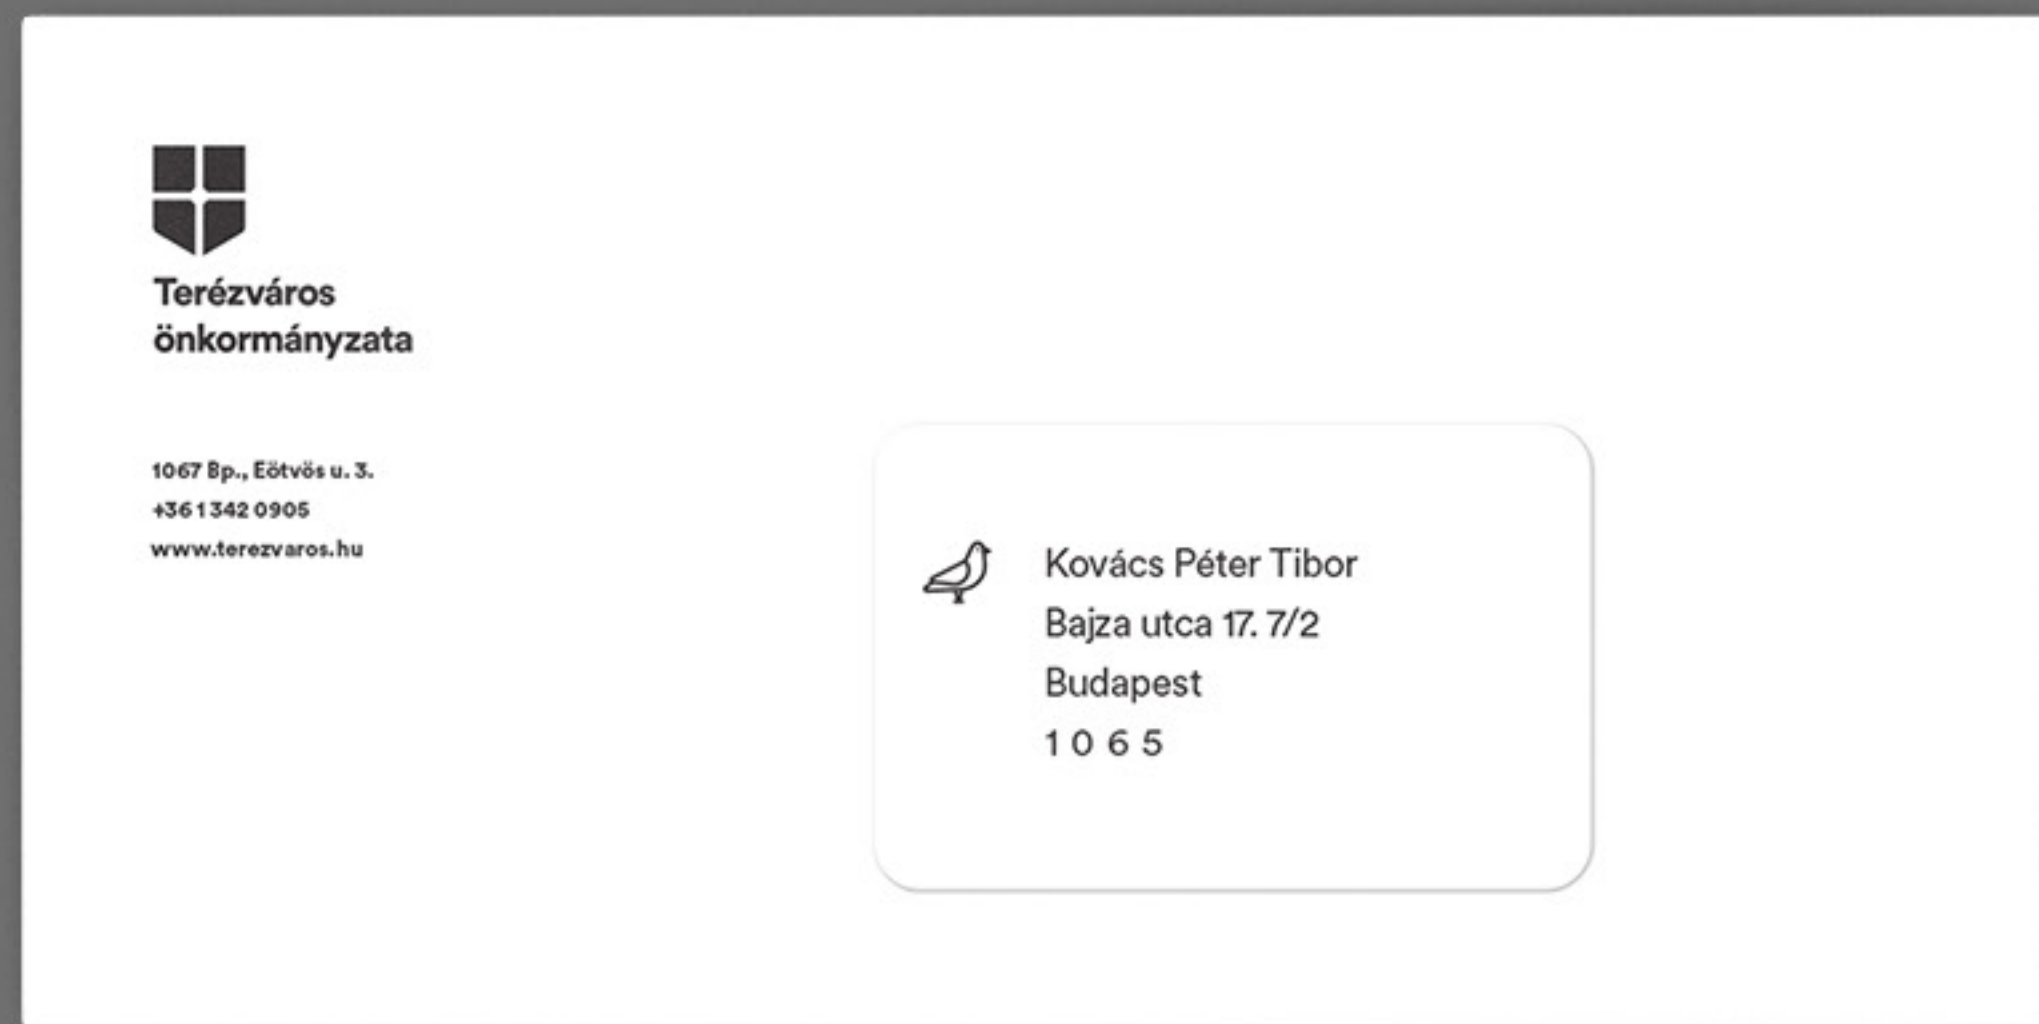 Terézváros
önkormányzata
1067 Bp., Eötvös u. 3.
+36 1 342 0905
www.terezvaros.hu
Kovács Péter Tibor
Bajza utca 17. 7/2
Budapest
1 0 6 5